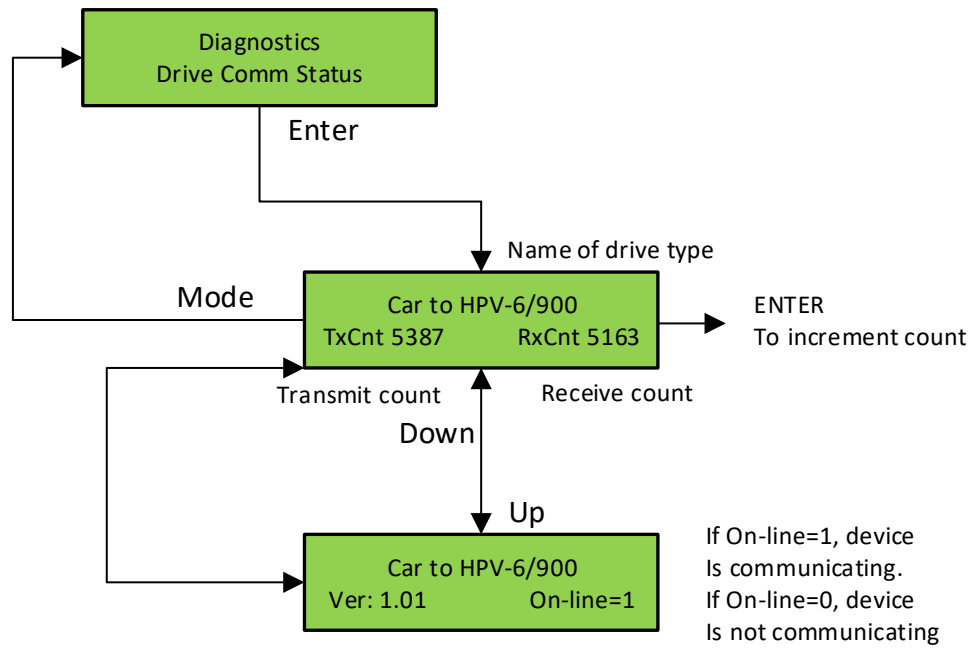 Diagnostics
Drive Comm Status
Enter
Name of drive type
Mode
Car to HPV-6/900
TxCnt 5387 RxCnt 5163
ENTER
To increment count
Transmit count
Receive count
Down
Up
Car to HPV-6/900
Ver: 1.01 On-line=1
If On-line=1, device
Is communicating.
If On-line=0, device
Is not communicating